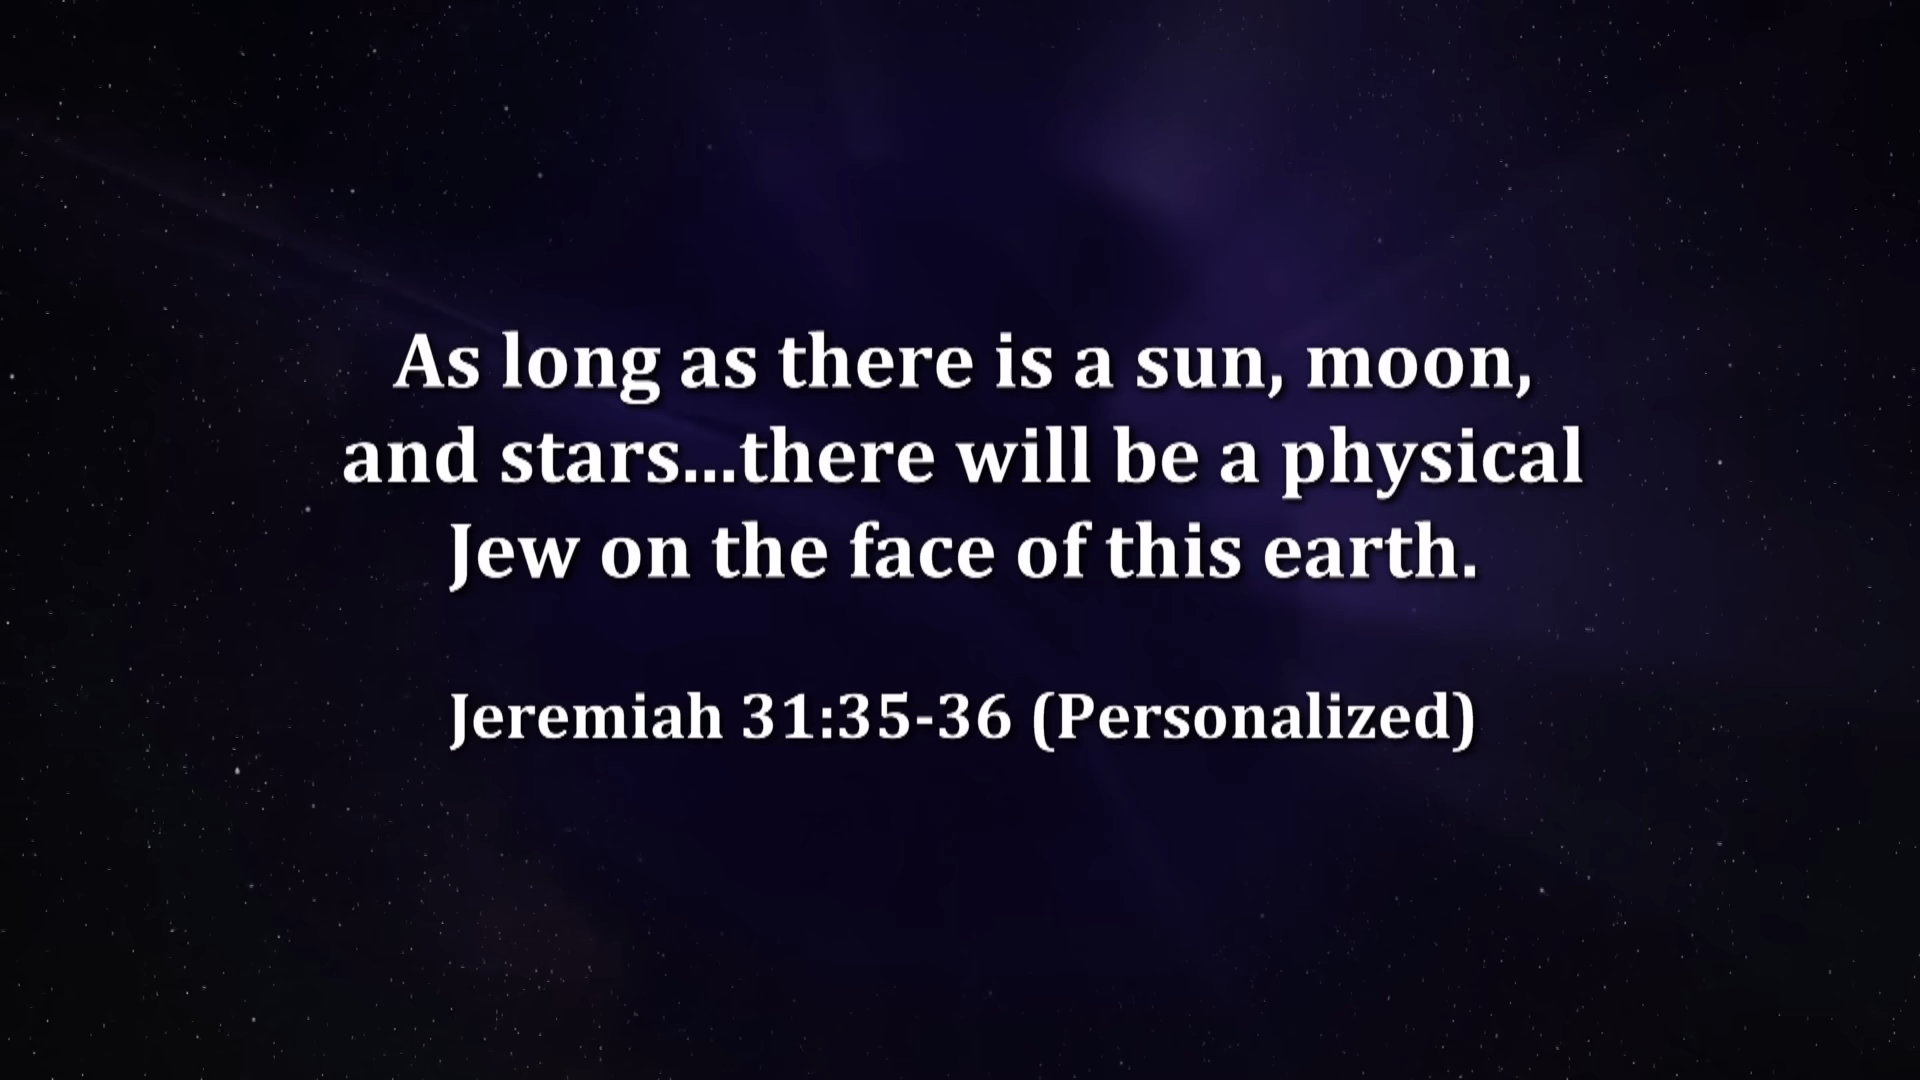 As long as there is a sun, moon,
and stars...there will be a physical
Jew on the face of this earth.
Jeremiah 31:35-36 (Personalized)